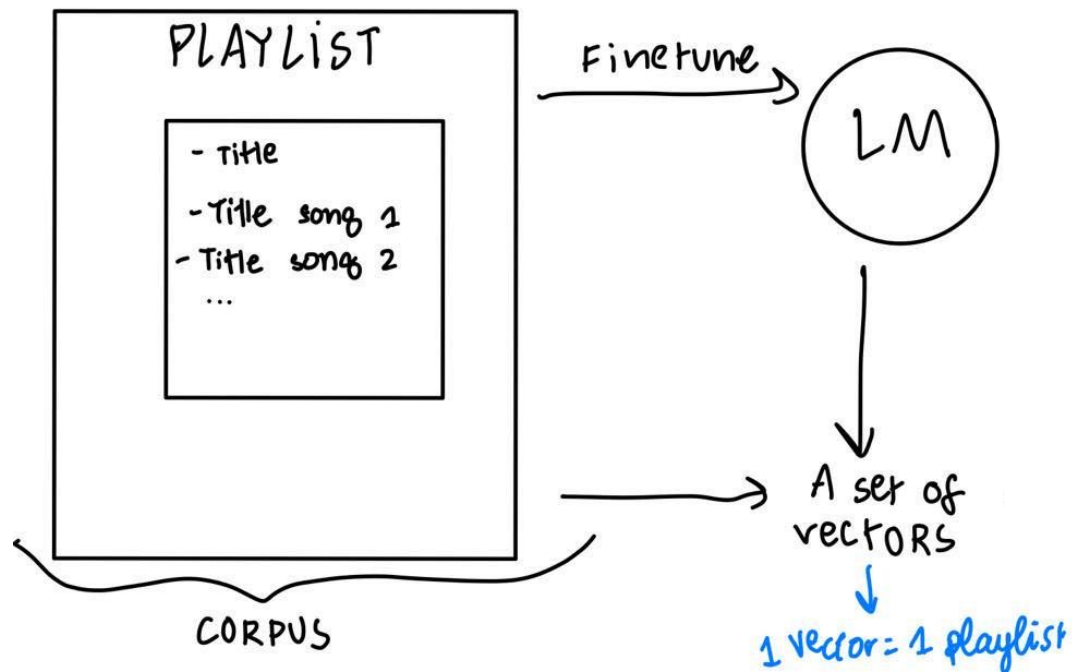 PLAYLiST
- Title
- Title song 1
- Title song 2
...
CORPUS
Finetune
LM
A set of
vectORS
1 vector = 1 playlist